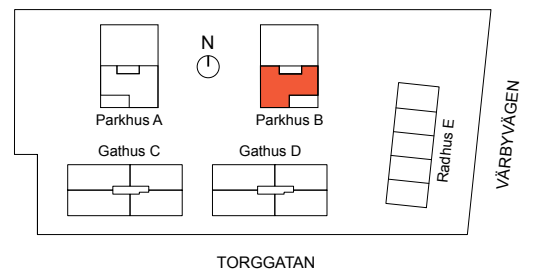 N
Parkhus A
Parkhus B
Gathus C
Gathus D
Radhus E
VÄRBYVÄGEN
TORGGATAN